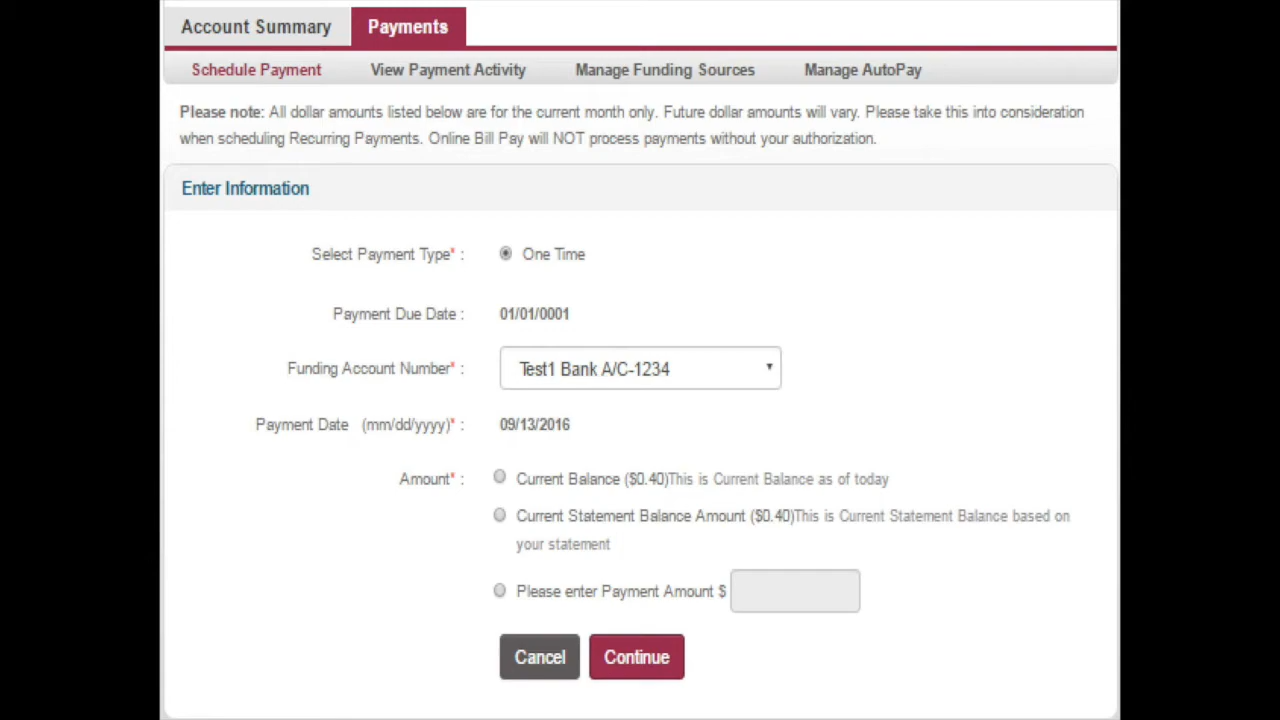 Account Summary Payments
Schedule Payment View Payment Activity Manage Funding Sources Manage AutoPay
Please note: All dollar amounts listed below are for the current month only. Future dollar amounts will vary. Please take this into consideration
when scheduling Recurring Payments. Online Bill Pay will NOT process payments without your authorization.
Enter Information
Select Payment Type* : One Time
Payment Due Date : 01/01/0001
Funding Account Number* : Test1 Bank A/C-1234
Payment Date (mm/dd/yyyy)* : 09/13/2016
Amount* : Current Balance ($0.40)This is Current Balance as of today
Current Statement Balance Amount ($0.40)This is Current Statement Balance based on
your statement
Please enter Payment Amount $
Cancel Continue